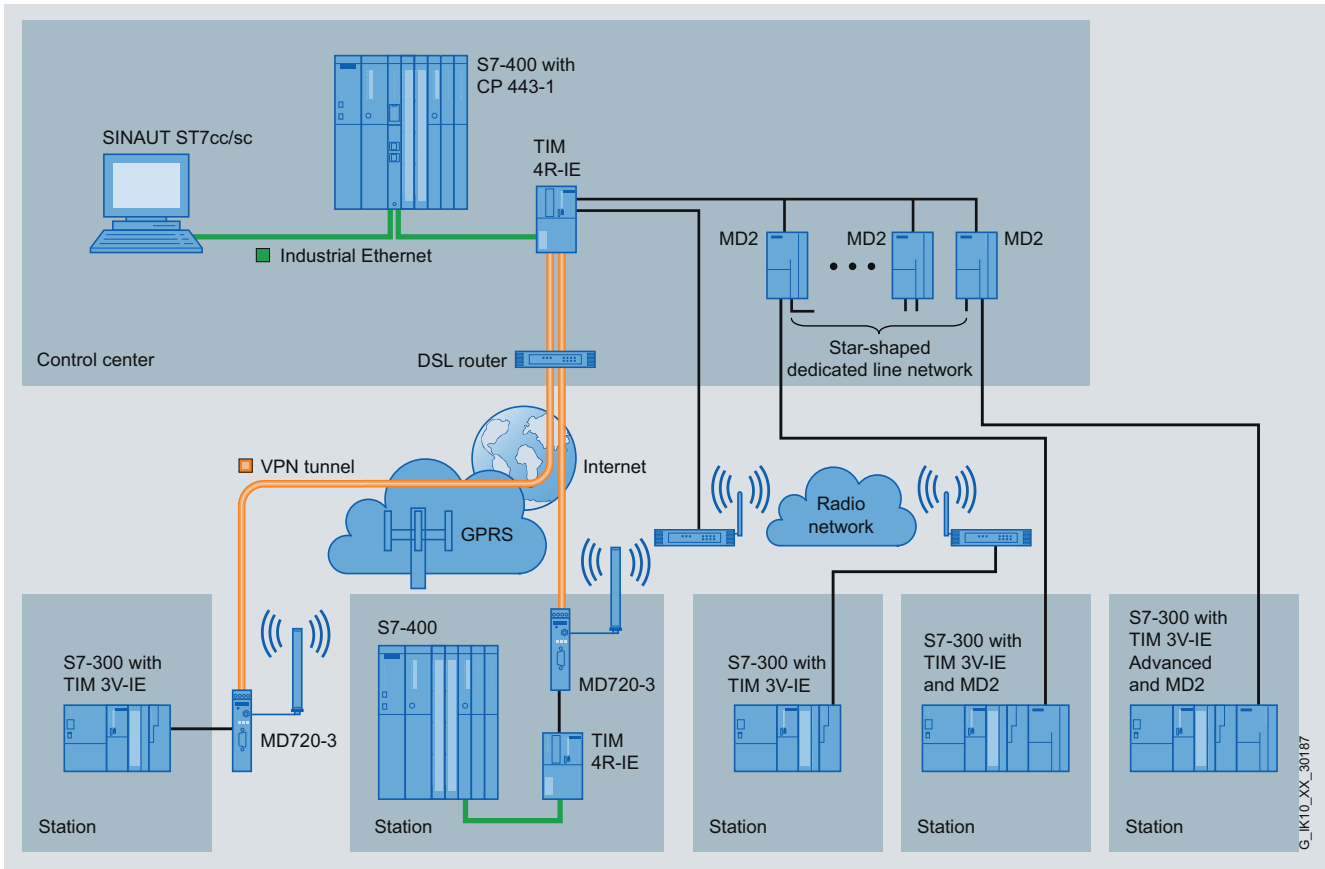 S7-400 with
CP 443-1
SINAUT ST7cc/sc
TIM
4R-IE
MD2
MD2
MD2
Industrial Ethernet
Star-shaped
dedicated line network
Control center
DSL router
VPN tunnel
Internet
GPRS
Radio
network
S7-300 with
TIM 3V-IE
MD720-3
Station
S7-400
MD720-3
TIM
4R-IE
Station
S7-300 with
TIM 3V-IE
Station
S7-300 with
TIM 3V-IE
and MD2
Station
S7-300 with
TIM 3V-IE
Advanced
and MD2
Station
G_IK10_XX_30187